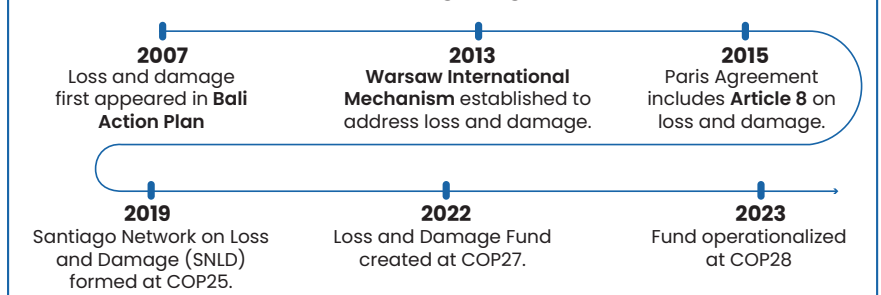 2007
Loss and damage
first appeared in Bali
Action Plan
2013
Warsaw International
Mechanism established to
address loss and damage.
2015
Paris Agreement
includes Article 8 on
loss and damage.
2019
Santiago Network on Loss
and Damage (SNLD)
formed at COP25.
2022
Loss and Damage Fund
created at COP27.
2023
Fund operationalized
at COP28